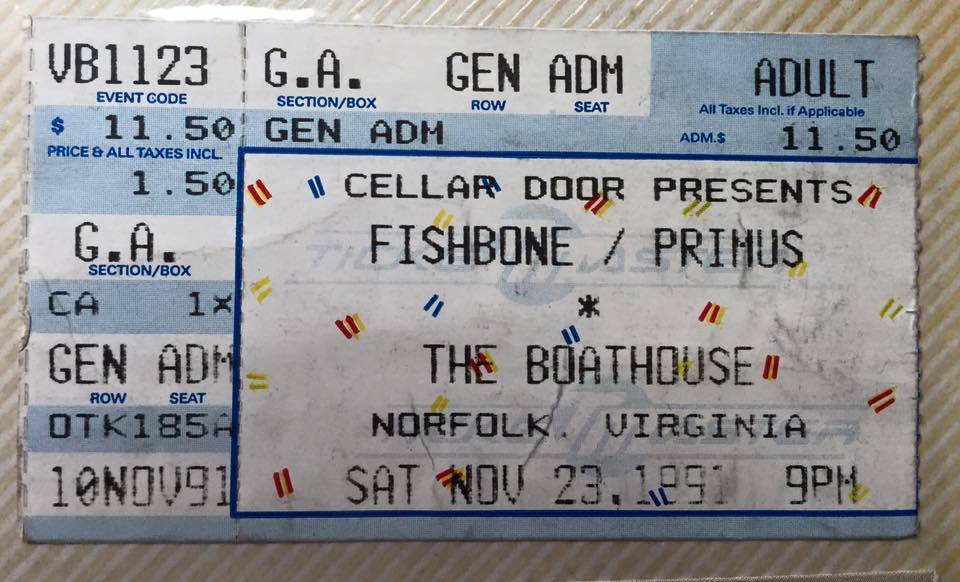 VB1123
EVENT CODE
$ 11.50
PRICE & ALL TAXES INCL.
1.50
G.A.
SECTION/BOX
CA 1X
GEN ADM
ROW SEAT
OTK185A
10NOV91
G.A. GEN ADM ADULT
SECTION/BOX ROW SEAT All Taxes Incl. if Applicable
GEN ADM ADM.$ 11.50
CELLAR DOOR PRESENTS
FISHBONE / PRIMUS
*
THE BOATHOUSE
NORFOLK. VIRGINIA
SAT NOV 23.1991 9PM